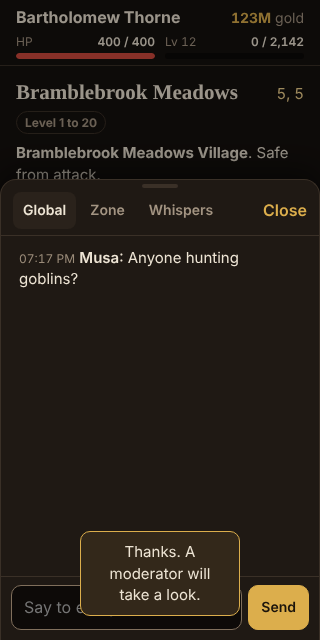 Bartholomew Thorne 123M gold
HP 400 / 400 Lv 12 0 / 2,142
Bramblebrook Meadows 5, 5
Level 1 to 20
Bramblebrook Meadows Village. Safe
from attack.
Global Zone Whispers Close
07:17 PM Musa: Anyone hunting
goblins?
Thanks. A
moderator will
take a look.
Say to Send